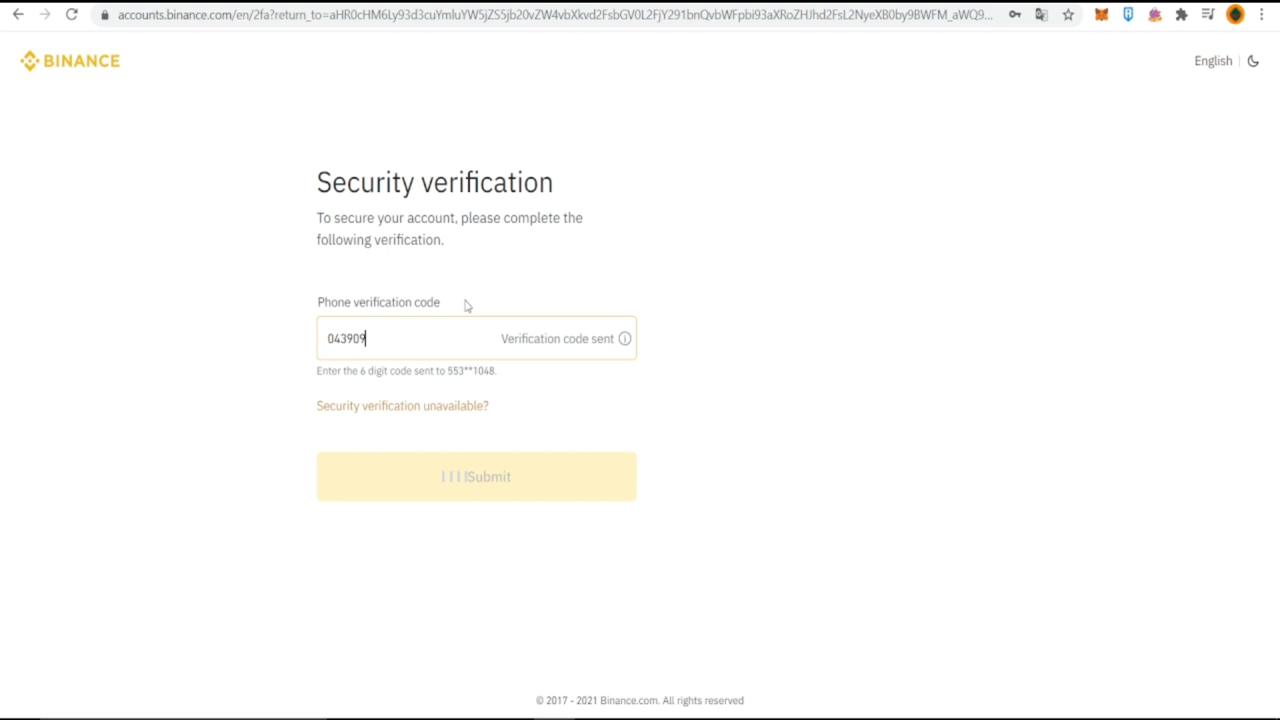 accounts.binance.com/en/2fa?return_to=aHR0cHM6Ly93d3cuYmluYW5jZS5jb20vZW4vbXkvd2FsbGV0L2FjY291bnQvbWFpbi93aXRoZHJhd2FsL2NyeXB0by9BWFM_aWQ9...
BINANCE
English
Security verification
To secure your account, please complete the
following verification.
Phone verification code
043909
Verification code sent
Enter the 6 digit code sent to 553**1048.
Security verification unavailable?
Submit
© 2017 - 2021 Binance.com. All rights reserved